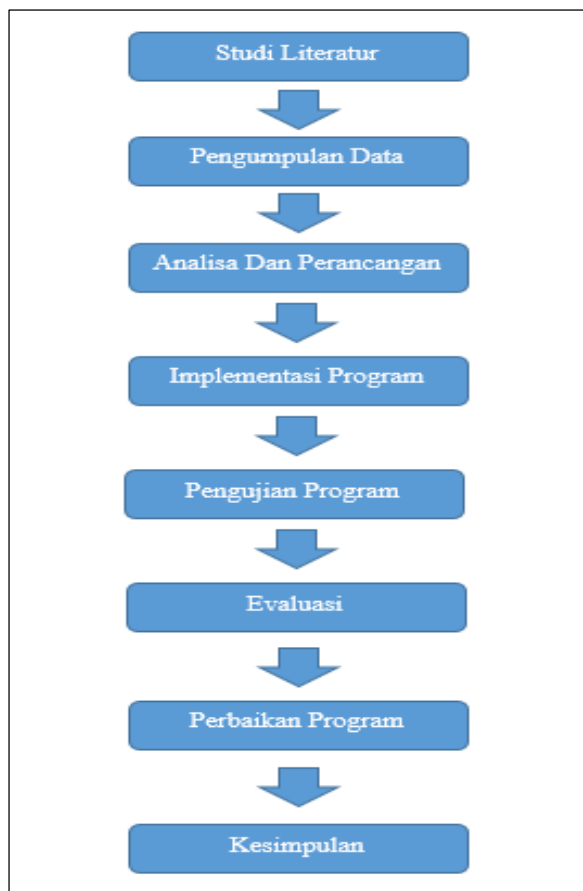 Studi Literatur
Pengumpulan Data
Analisa Dan Perancangan
Implementasi Program
Pengujian Program
Evaluasi
Perbaikan Program
Kesimpulan